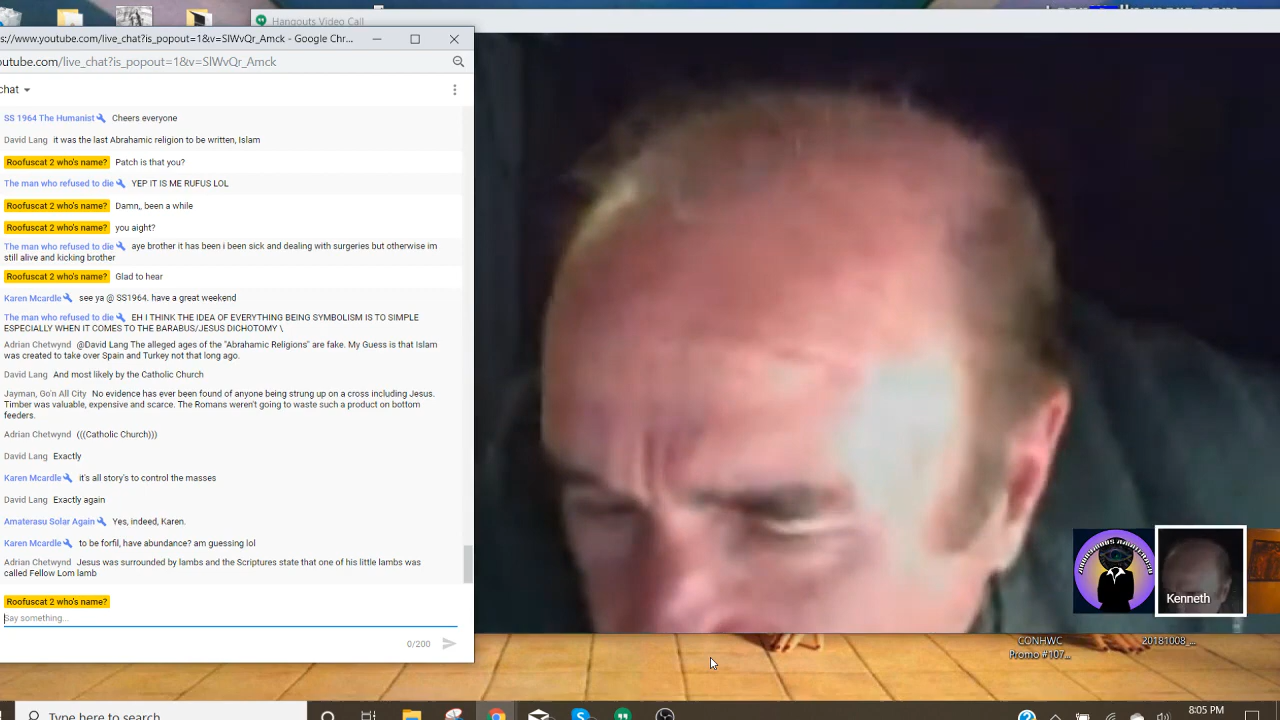 Hangouts Video Call
s://www.youtube.com/live_chat?is_popout=1&v=SlWvQr_Amck - Google Chr...
outube.com/live_chat?is_popout=1&v=SlWvQr_Amck
chat
SS 1964 The Humanist Cheers everyone
David Lang it was the last Abrahamic religion to be written, Islam
Roofuscat 2 who's name? Patch is that you?
The man who refused to die YEP IT IS ME RUFUS LOL
Roofuscat 2 who's name? Damn,, been a while
Roofuscat 2 who's name? you aight?
The man who refused to die aye brother it has been i been sick and dealing with surgeries but otherwise im
still alive and kicking brother
Roofuscat 2 who's name? Glad to hear
Karen Mcardle see ya @ SS1964. have a great weekend
The man who refused to die EH I THINK THE IDEA OF EVERYTHING BEING SYMBOLISM IS TO SIMPLE
ESPECIALLY WHEN IT COMES TO THE BARABUS/JESUS DICHOTOMY \
Adrian Chetwynd @David Lang The alleged ages of the "Abrahamic Religions" are fake. My Guess is that Islam
was created to take over Spain and Turkey not that long ago.
David Lang And most likely by the Catholic Church
Jayman, Go'n All City No evidence has ever been found of anyone being strung up on a cross including Jesus.
Timber was valuable, expensive and scarce. The Romans weren't going to waste such a product on bottom
feeders.
Adrian Chetwynd (((Catholic Church)))
David Lang Exactly
Karen Mcardle it's all story's to control the masses
David Lang Exactly again
Amaterasu Solar Again Yes, indeed, Karen.
Karen Mcardle to be forfil, have abundance? am guessing lol
Adrian Chetwynd Jesus was surrounded by lambs and the Scriptures state that one of his little lambs was
called Fellow Lom lamb
Roofuscat 2 who's name?
Say something...
0/200
Kenneth
CONHWC
Promo #107...
20181008_...
Type here to search
8:05 PM